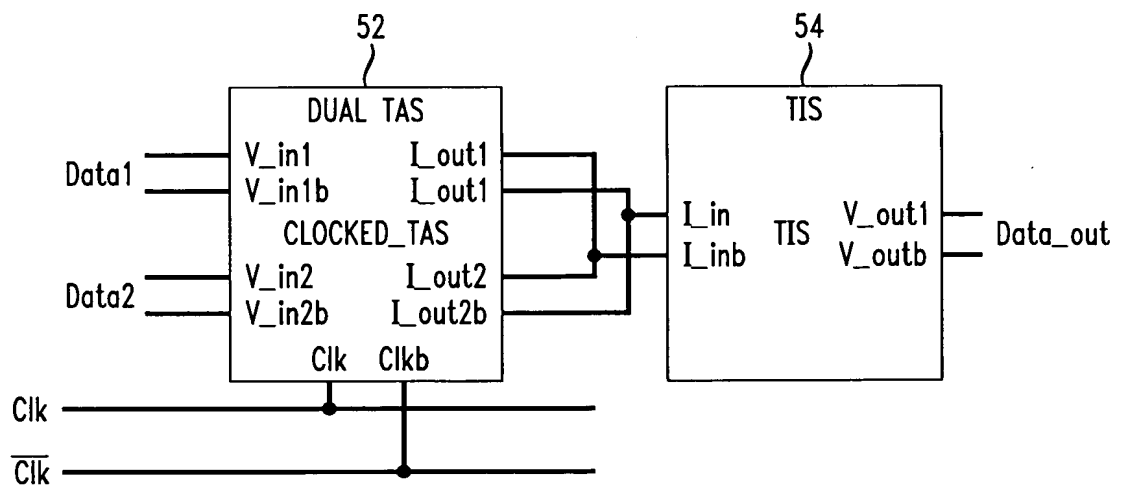 52
54
DUAL TAS
TIS
Data1
V_in1
I_out1
V_in1b
I_out1
CLOCKED_TAS
I_in
TIS
V_out1
Data_out
I_inb
V_outb
Data2
V_in2
I_out2
V_in2b
I_out2b
Clk
Clkb
Clk
C̅l̅k̅